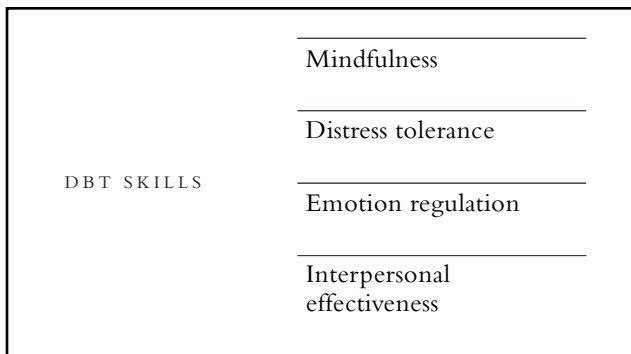 DBT SKILLS
Mindfulness
Distress tolerance
Emotion regulation
Interpersonal
effectiveness